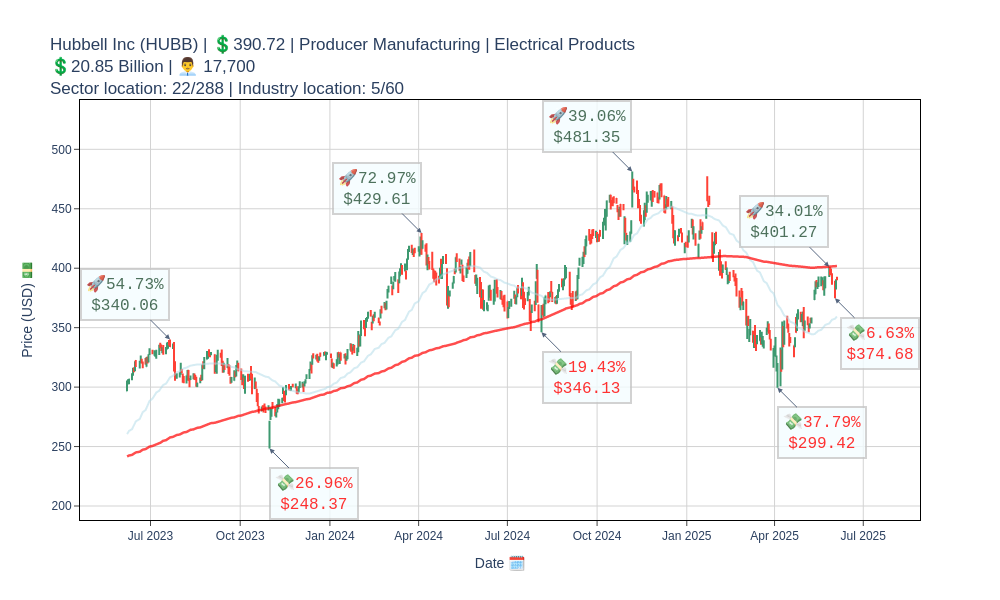 Hubbell Inc (HUBB) | 💲390.72 | Producer Manufacturing | Electrical Products
💲20.85 Billion | 👨‍💼 17,700
Sector location: 22/288 | Industry location: 5/60
🚀39.06%
$481.35
🚀72.97%
$429.61
🚀34.01%
$401.27
🚀54.73%
$340.06
💸6.63%
$374.68
💸19.43%
$346.13
💸37.79%
$299.42
💸26.96%
$248.37
Price (USD) 💵
500
450
400
350
300
250
200
Jul 2023
Oct 2023
Jan 2024
Apr 2024
Jul 2024
Oct 2024
Jan 2025
Apr 2025
Jul 2025
Date 🗓️